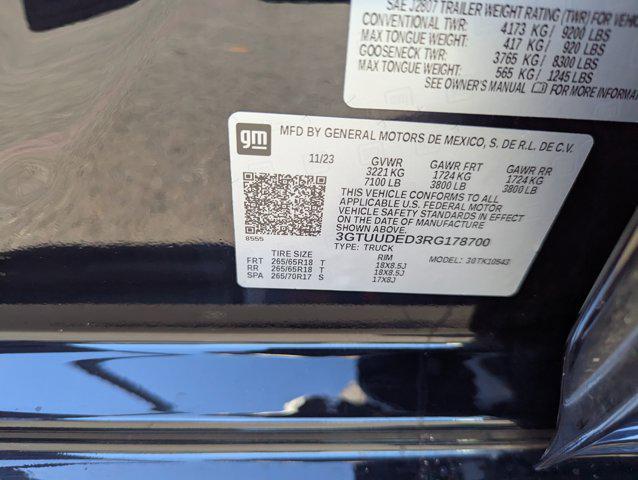 SAE J2807 TRAILER WEIGHT RATING (TWR) FOR VEHIC
CONVENTIONAL TWR: 4173 KG/ 9200 LBS
MAX TONGUE WEIGHT: 417 KG/ 920 LBS
GOOSENECK TWR: 3765 KG/ 8300 LBS
MAX TONGUE WEIGHT: 565 KG/ 1245 LBS
SEE OWNER'S MANUAL FOR MORE INFORMA
gm MFD BY GENERAL MOTORS DE MEXICO, S. DE R.L. DE C.V.
11/23 GVWR GAWR FRT GAWR RR
3221 KG 1724 KG 1724 KG
7100 LB 3800 LB 3800 LB
THIS VEHICLE CONFORMS TO ALL
APPLICABLE U.S. FEDERAL MOTOR
VEHICLE SAFETY STANDARDS IN EFFECT
ON THE DATE OF MANUFACTURE
SHOWN ABOVE.
8555 3GTUUDED3RG178700
TYPE: TRUCK MODEL: 3GTK10543
TIRE SIZE RIM
FRT 265/65R18 T 18X8.5J
RR 265/65R18 T 18X8.5J
SPA 265/70R17 S 17X8J